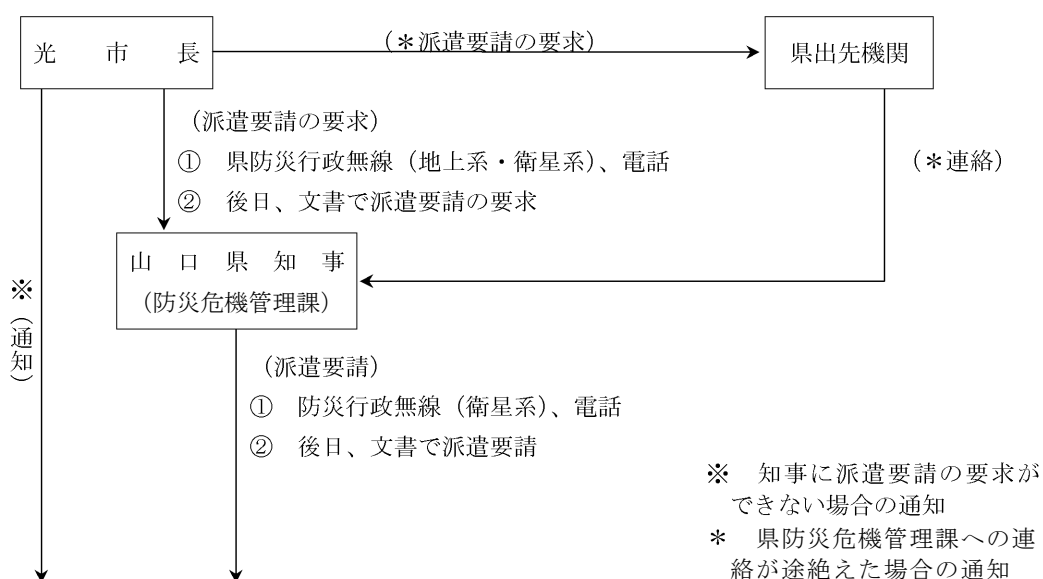 光　市　長
（＊派遣要請の要求）
県出先機関
（派遣要請の要求）
①　県防災行政無線（地上系・衛星系）、電話
②　後日、文書で派遣要請の要求
（＊連絡）
山　口　県　知　事
（防災危機管理課）
※（通知）
（派遣要請）
①　防災行政無線（衛星系）、電話
②　後日、文書で派遣要請
※　知事に派遣要請の要求が
できない場合の通知
＊　県防災危機管理課への連
絡が途絶えた場合の通知